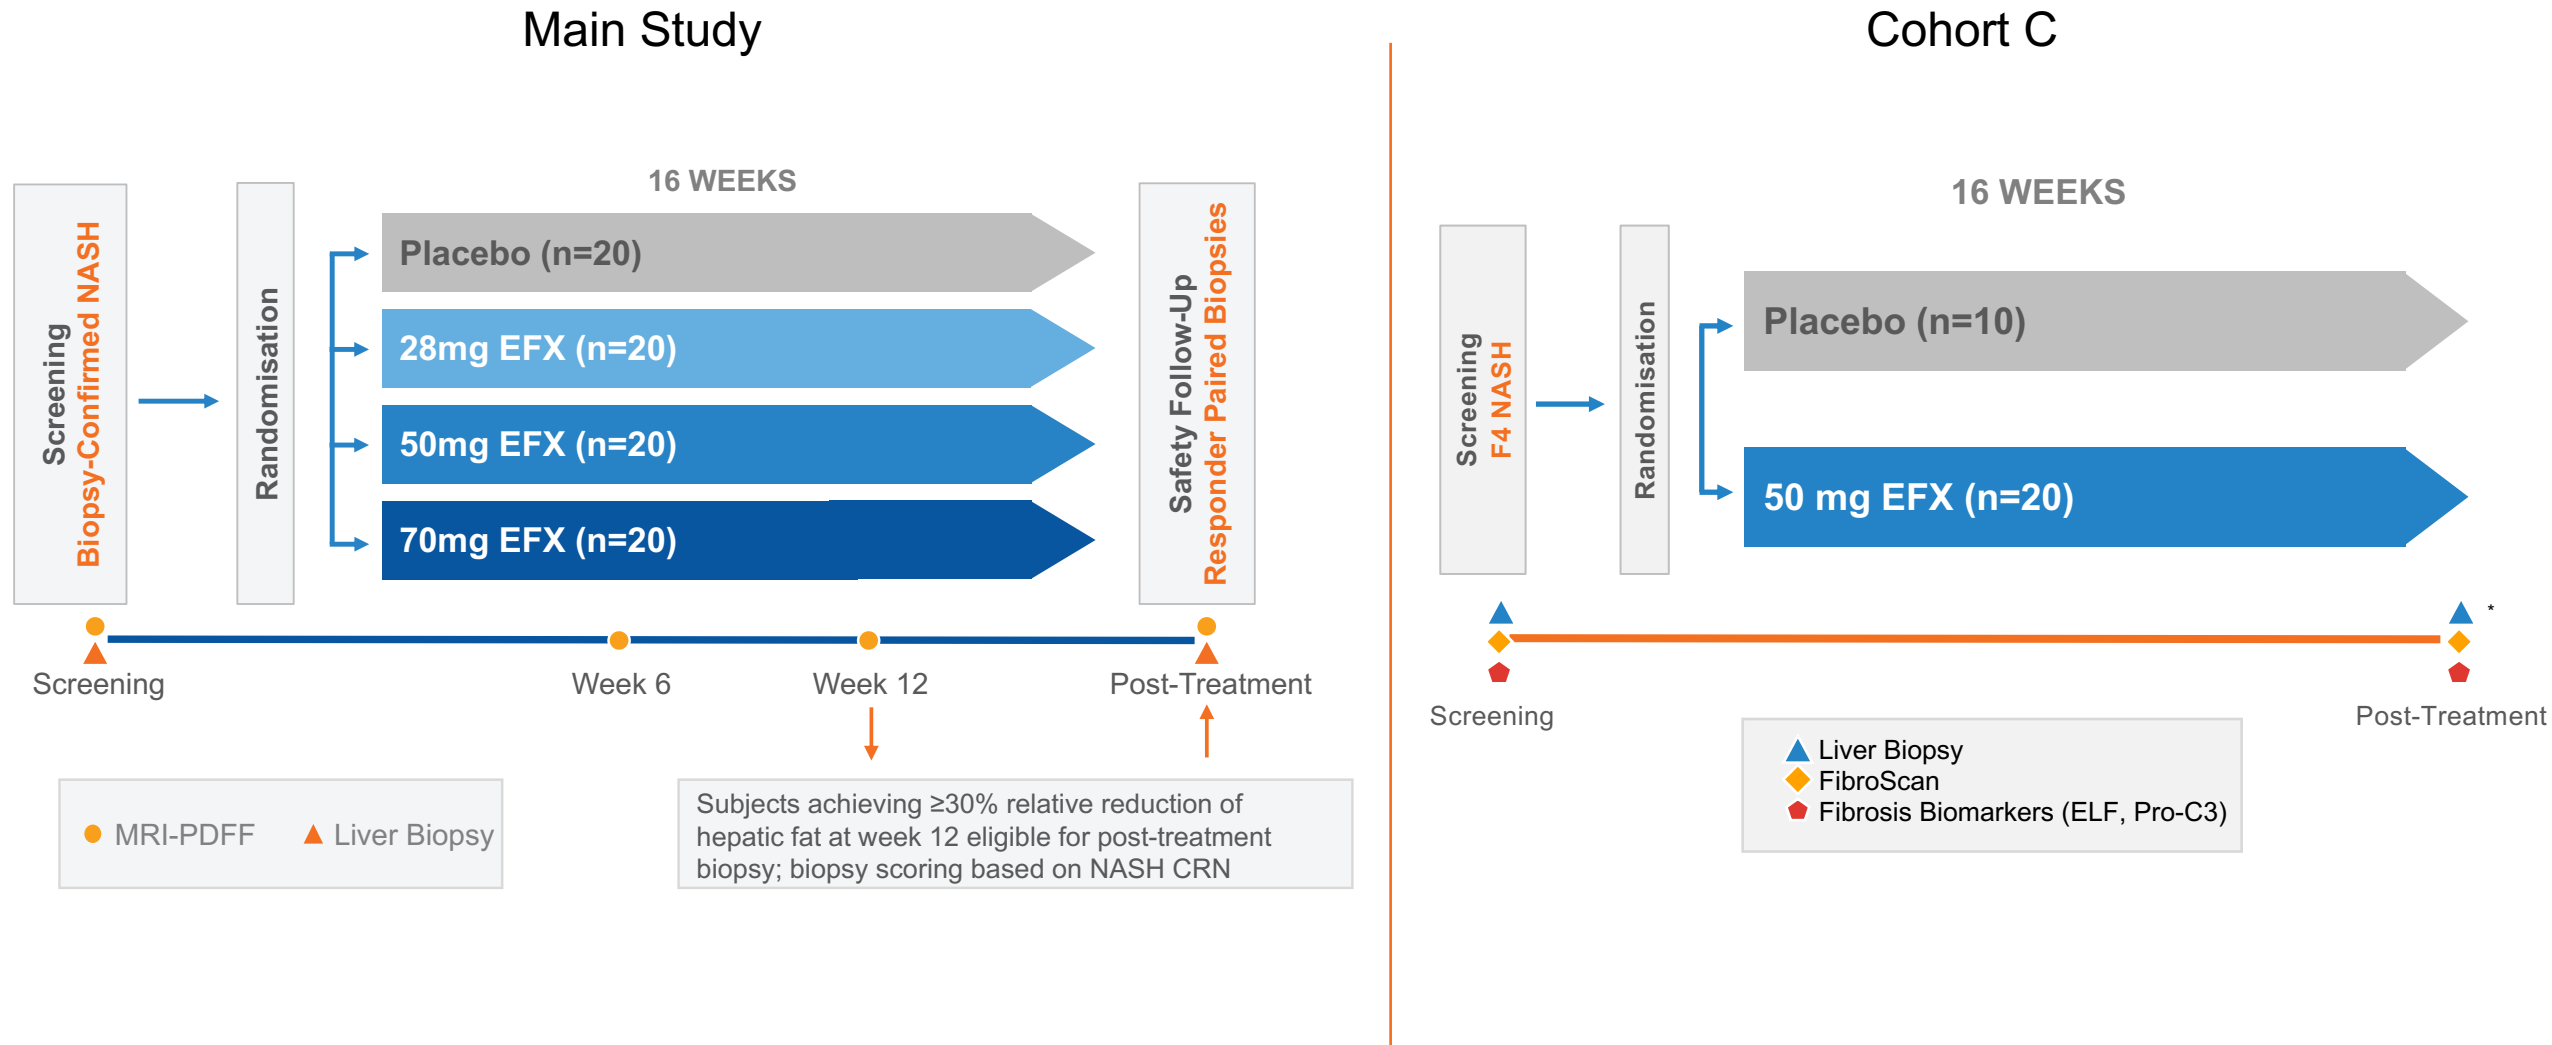 Main Study
16 WEEKS
Screening
Biopsy-Confirmed NASH
Randomisation
Placebo (n=20)
28mg EFX (n=20)
50mg EFX (n=20)
70mg EFX (n=20)
Safety Follow-Up
Responder Paired Biopsies
Screening
Week 6
Week 12
Post-Treatment
MRI-PDFF
Liver Biopsy
Subjects achieving ≥30% relative reduction of
hepatic fat at week 12 eligible for post-treatment
biopsy; biopsy scoring based on NASH CRN
Cohort C
16 WEEKS
Screening
F4 NASH
Randomisation
Placebo (n=10)
50 mg EFX (n=20)
*
Screening
Post-Treatment
Liver Biopsy
FibroScan
Fibrosis Biomarkers (ELF, Pro-C3)